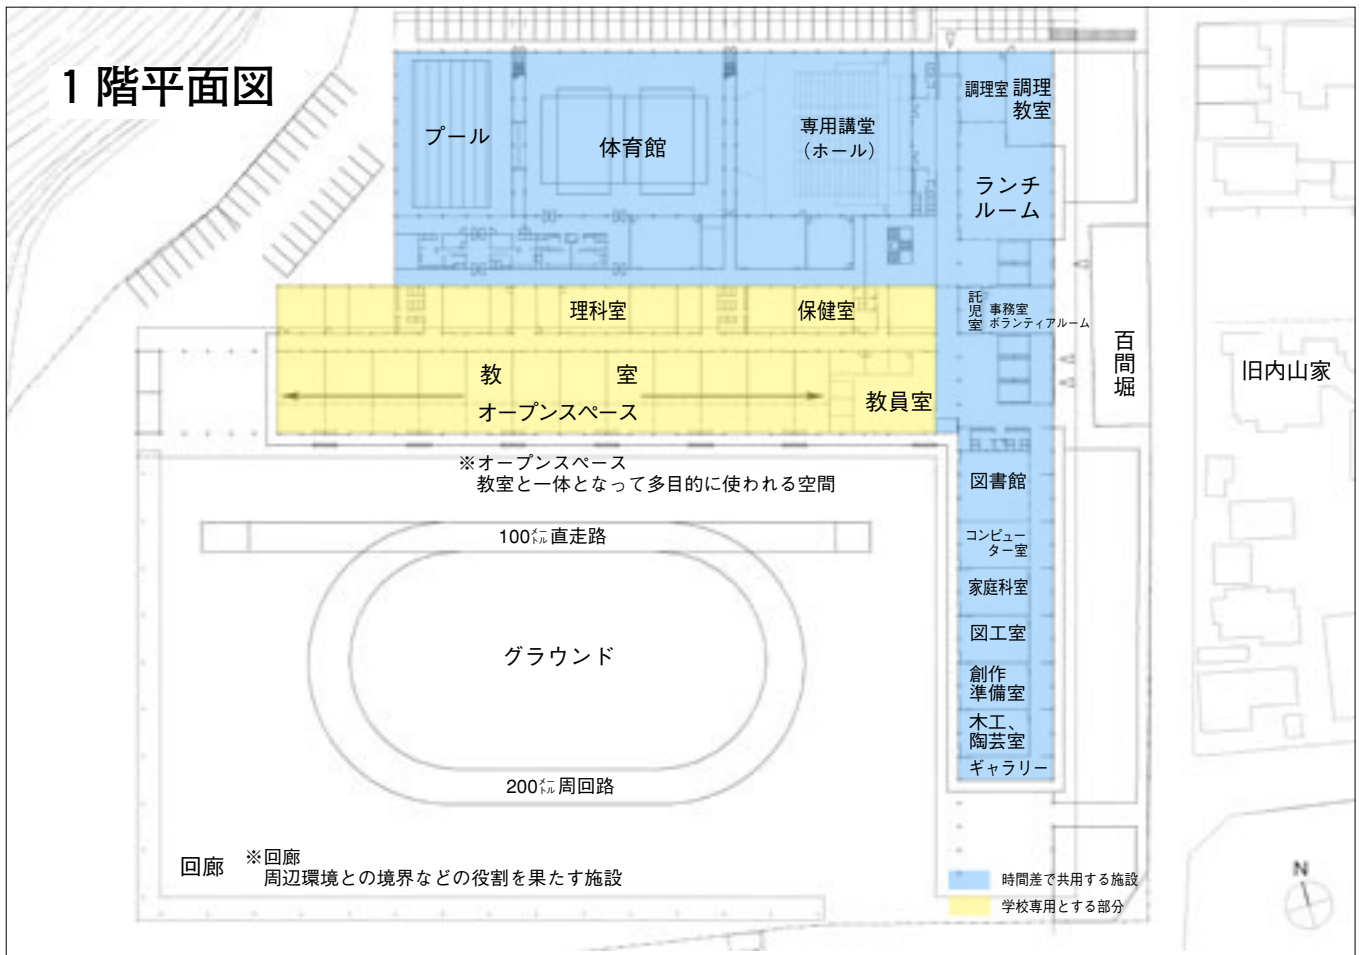 1階平面図
プール
体育館
専用講堂
（ホール）
調理室
調理
教室
ランチ
ルーム
託
児
室
事務室
ボランティアルーム
百
間
堀
旧内山家
理科室
保健室
教 室
オープンスペース
教員室
※オープンスペース
教室と一体となって多目的に使われる空間
図書館
コンピュー
ター室
家庭科室
図工室
創作
準備室
木工、
陶芸室
ギャラリー
100メートル直走路
グラウンド
200メートル周回路
回廊
※回廊
周辺環境との境界などの役割を果たす施設
時間差で共用する施設
学校専用とする部分
N